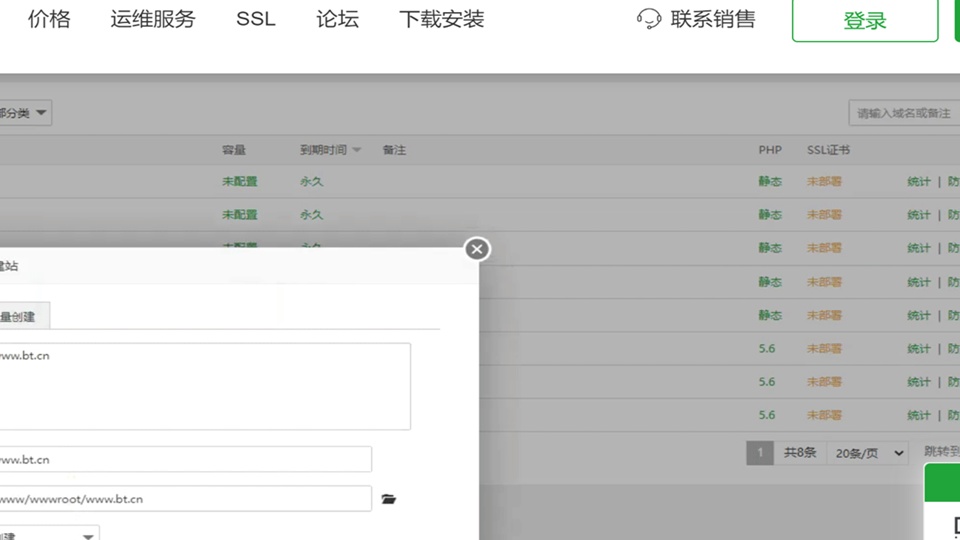 价格 运维服务 SSL 论坛 下载安装 联系销售 登录
部分类 请输入域名或备注
容量 到期时间 备注 PHP SSL证书
未配置 永久 静态 未部署 统计 | 防
未配置 永久 静态 未部署 统计 | 防
未配置 永久 静态 未部署 统计 | 防
建站
静态 未部署 统计 | 防
量创建 静态 未部署 统计 | 防
www.bt.cn 5.6 未部署 统计 | 防
5.6 未部署 统计 | 防
5.6 未部署 统计 | 防
www.bt.cn 1 共8条 20条/页 跳转到
www/wwwroot/www.bt.cn
创建